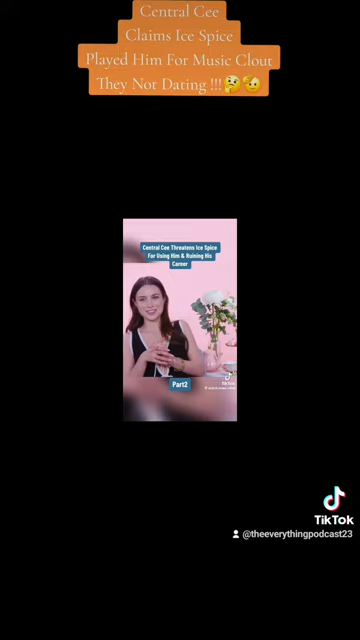 Central Cee
Claims Ice Spice
Played Him For Music Clout
They Not Dating !!!🤔🫡
Central Cee Threatens Ice Spice
For Using Him & Ruining His
Career
TikTok
Part2
TikTok
@theeverythingpodcast23